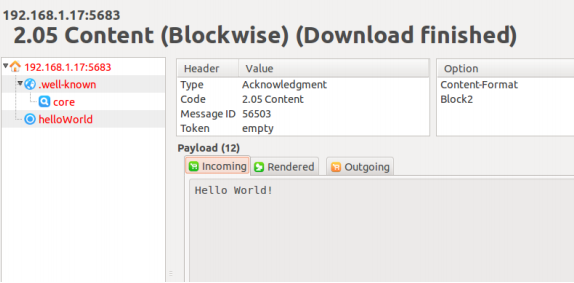 192.168.1.17:5683
2.05 Content (Blockwise) (Download finished)
192.168.1.17:5683
.well-known
core
helloWorld
Header Value
Type Acknowledgment
Code 2.05 Content
Message ID 56503
Token empty
Option
Content-Format
Block2
Payload (12)
Incoming Rendered Outgoing
Hello World!